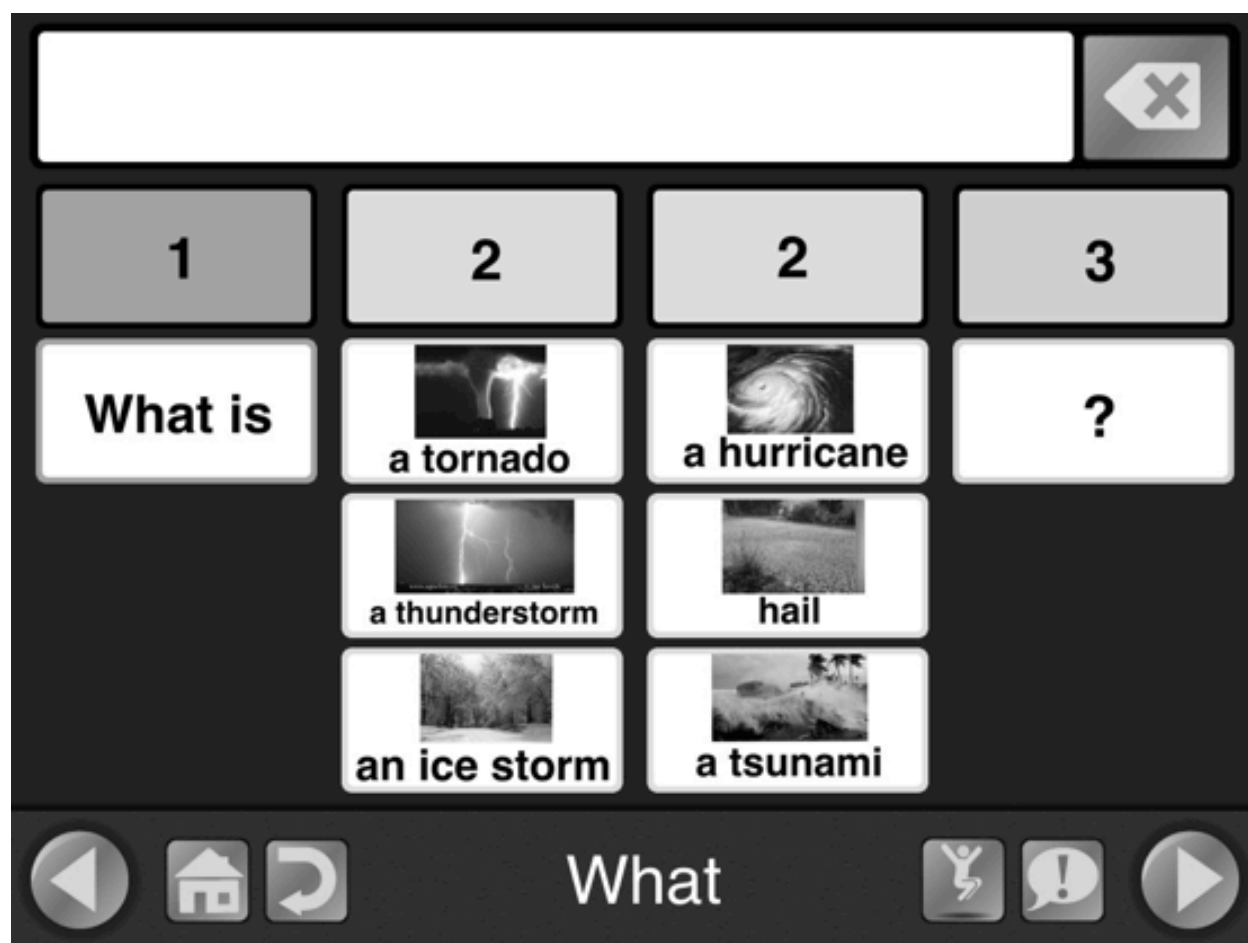 1
2
2
3
What is
a tornado
a hurricane
?
a thunderstorm
hail
an ice storm
a tsunami
What